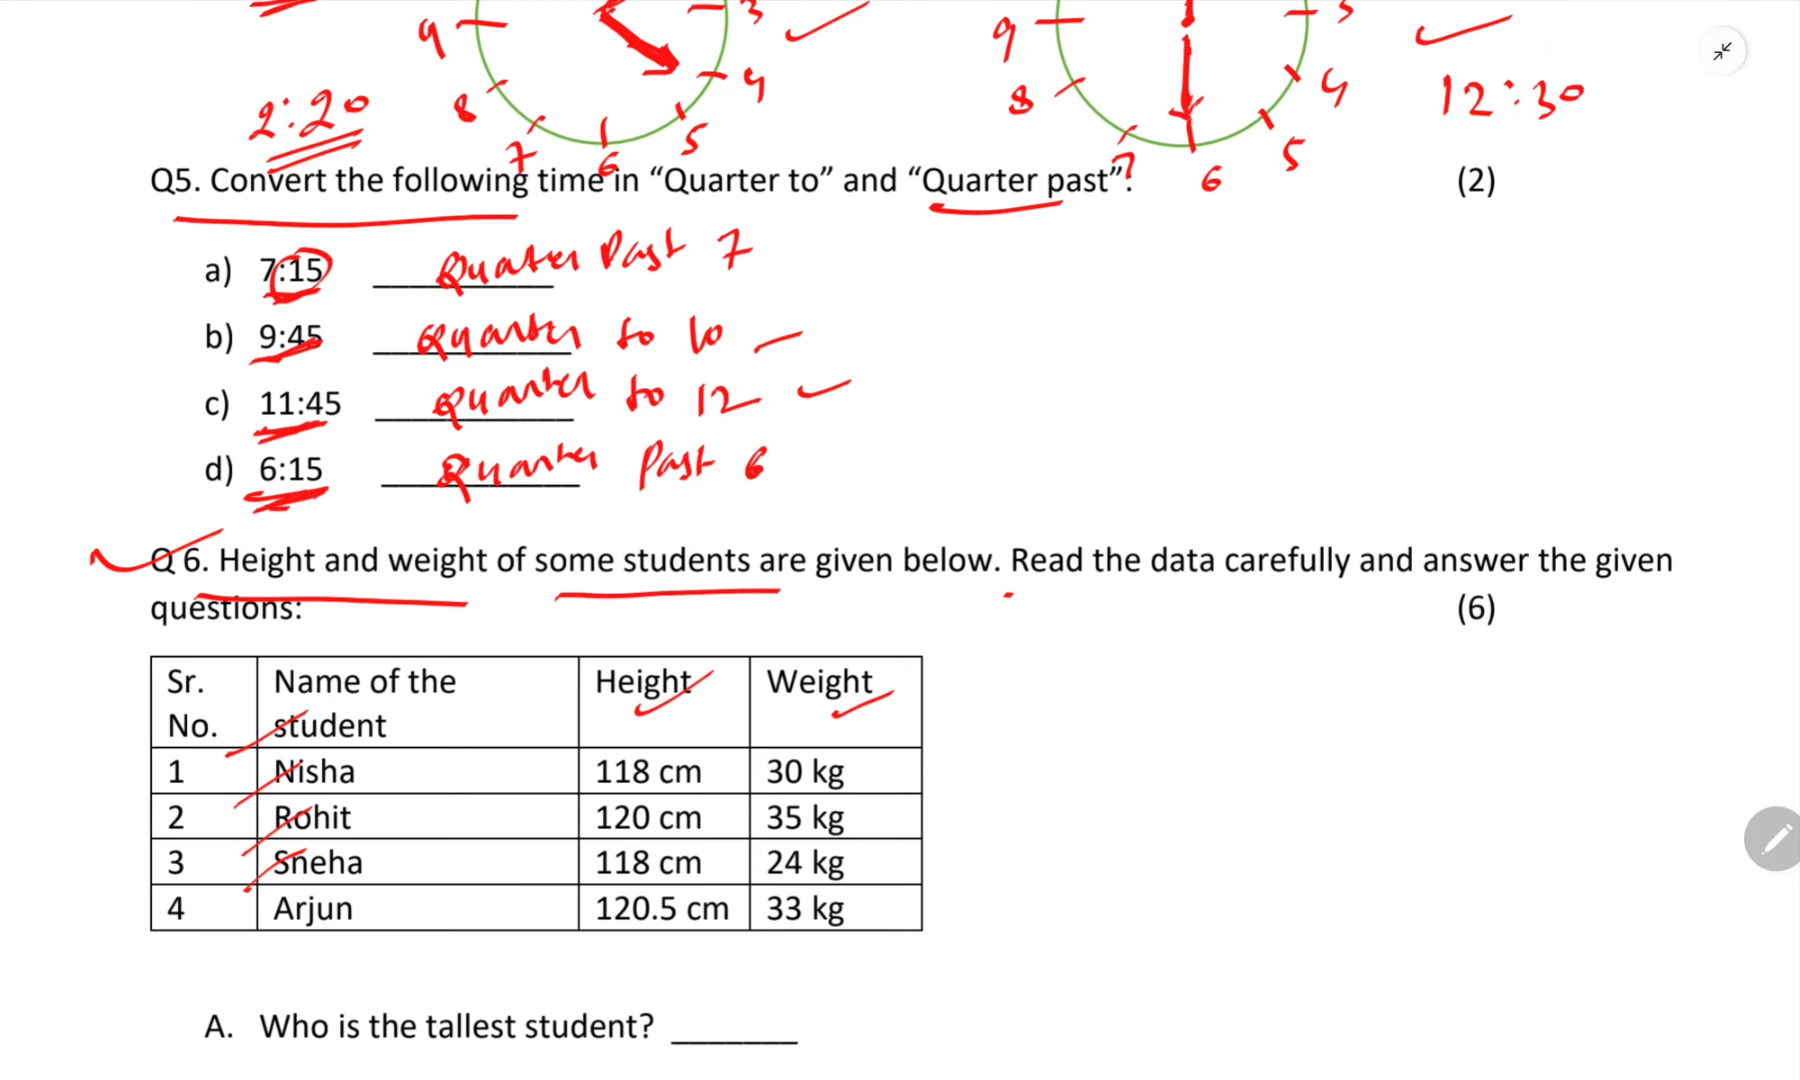 9 3 9 3
8 4 8 4 12:30
2:20 7 6 5 7 6 5
Q5. Convert the following time in “Quarter to” and “Quarter past”? (2)
a) 7:15 Quarter Past 7
b) 9:45 Quarter to 10
c) 11:45 Quarter to 12
d) 6:15 Quarter Past 6
Q 6. Height and weight of some students are given below. Read the data carefully and answer the given
questions: (6)
Sr. No. Name of the student Height Weight
1 Nisha 118 cm 30 kg
2 Rohit 120 cm 35 kg
3 Sneha 118 cm 24 kg
4 Arjun 120.5 cm 33 kg
A. Who is the tallest student? _______